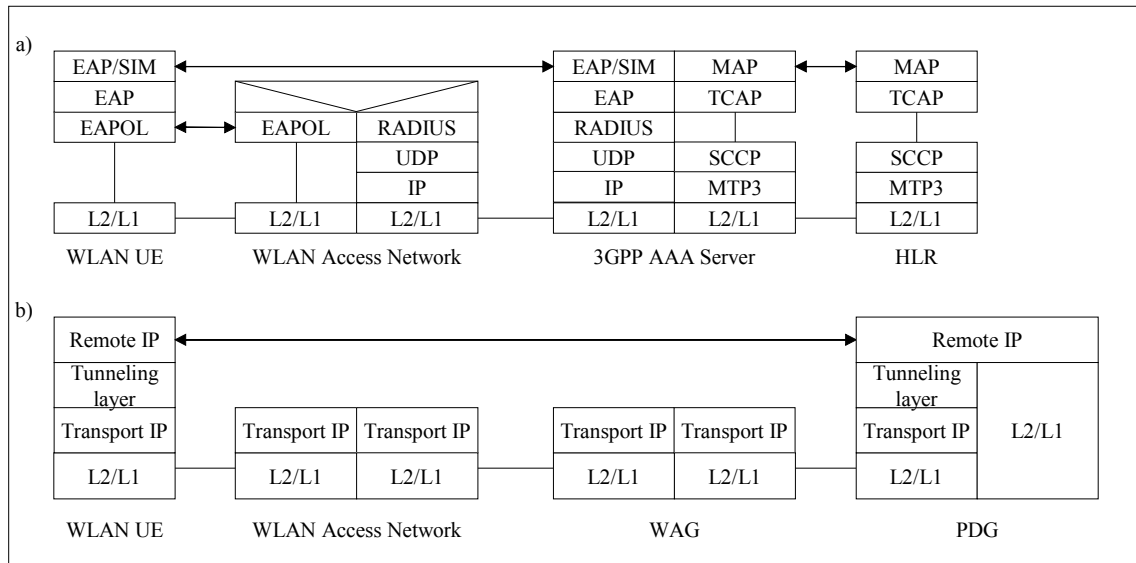 a)
EAP/SIM EAP/SIM MAP MAP
EAP EAP TCAP TCAP
EAPOL EAPOL RADIUS RADIUS
UDP UDP SCCP SCCP
IP IP MTP3 MTP3
L2/L1 L2/L1 L2/L1 L2/L1 L2/L1 L2/L1
WLAN UE WLAN Access Network 3GPP AAA Server HLR
b)
Remote IP Remote IP
Tunneling Tunneling
layer layer
Transport IP Transport IP Transport IP Transport IP Transport IP Transport IP L2/L1
L2/L1 L2/L1 L2/L1 L2/L1 L2/L1 L2/L1
WLAN UE WLAN Access Network WAG PDG